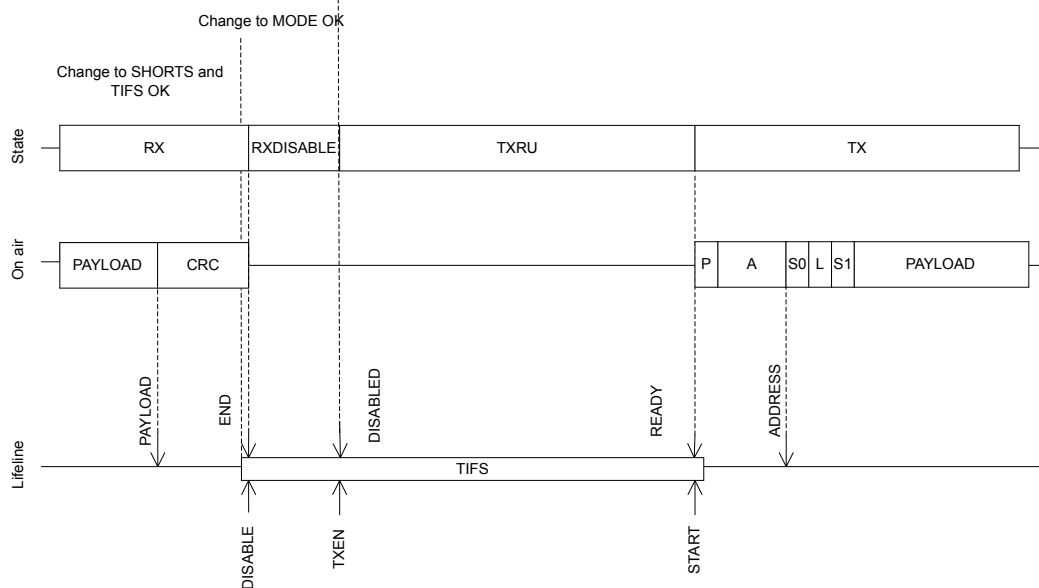 Change to MODE OK
Change to SHORTS and
TIFS OK
State
RX
RXDISABLE
TXRU
TX
On air
PAYLOAD
CRC
P
A
S0
L
S1
PAYLOAD
PAYLOAD
END
DISABLED
READY
ADDRESS
Lifeline
TIFS
DISABLE
TXEN
START